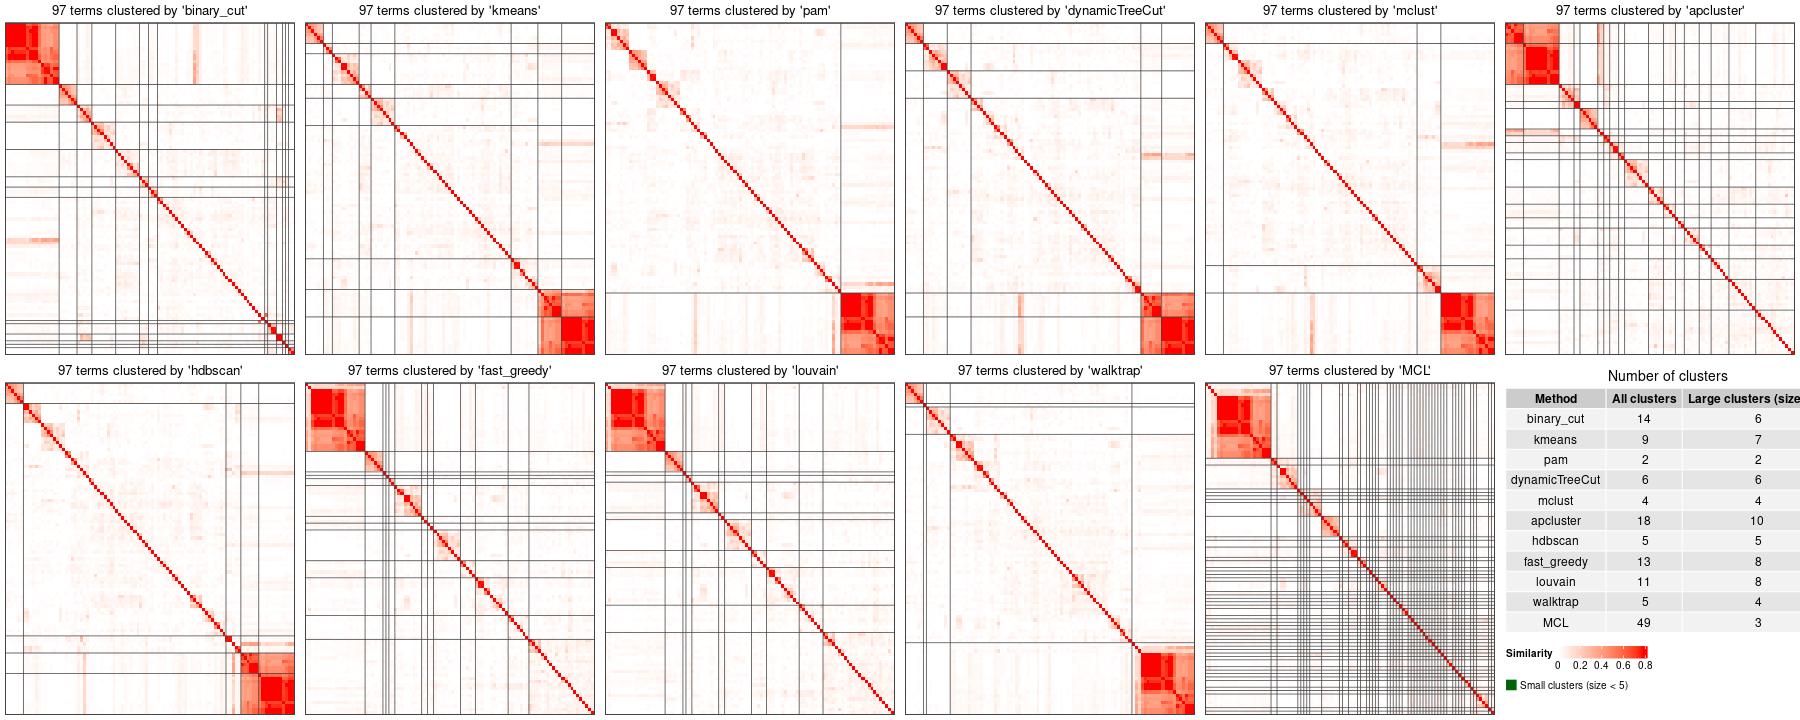 97 terms clustered by 'binary_cut'
97 terms clustered by 'kmeans'
97 terms clustered by 'pam'
97 terms clustered by 'dynamicTreeCut'
97 terms clustered by 'mclust'
97 terms clustered by 'apcluster'
97 terms clustered by 'hdbscan'
97 terms clustered by 'fast_greedy'
97 terms clustered by 'louvain'
97 terms clustered by 'walktrap'
97 terms clustered by 'MCL'
Number of clusters
Method All clusters Large clusters (size
binary_cut 14 6
kmeans 9 7
pam 2 2
dynamicTreeCut 6 6
mclust 4 4
apcluster 18 10
hdbscan 5 5
fast_greedy 13 8
louvain 11 8
walktrap 5 4
MCL 49 3
Similarity
0 0.2 0.4 0.6 0.8
Small clusters (size < 5)